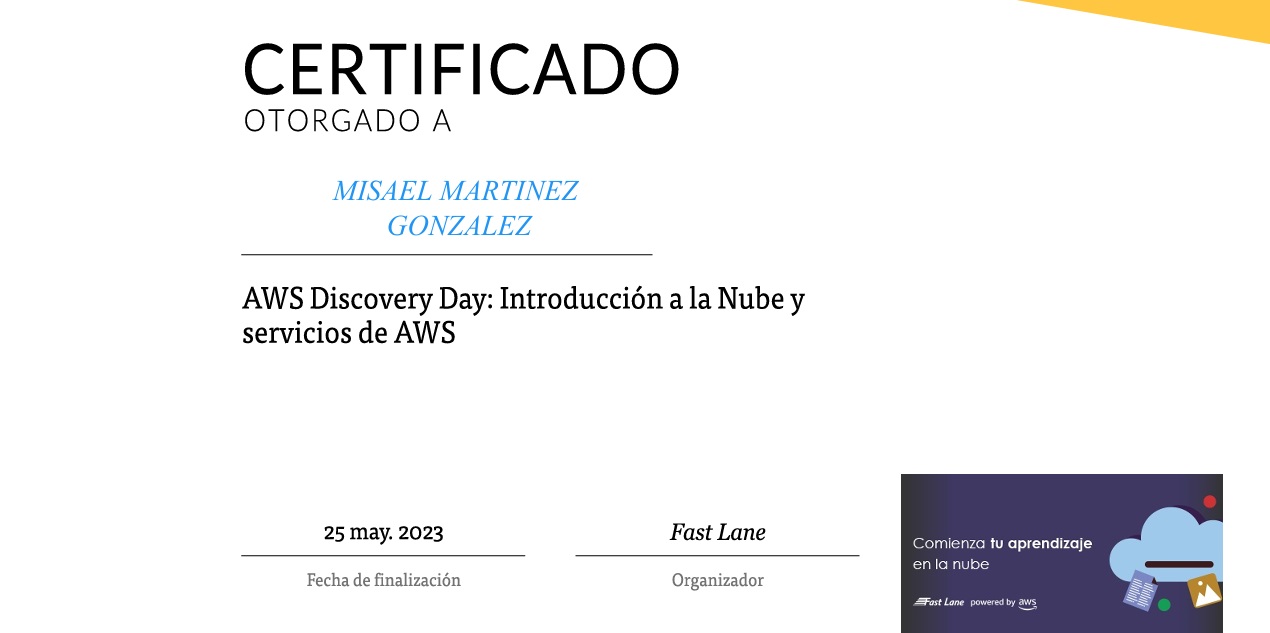 CERTIFICADO
OTORGADO A
MISAEL MARTINEZ
GONZALEZ
AWS Discovery Day: Introducción a la Nube y
servicios de AWS
25 may. 2023
Fecha de finalización
Fast Lane
Organizador
Comienza tu aprendizaje
en la nube
Fast Lane powered by aws